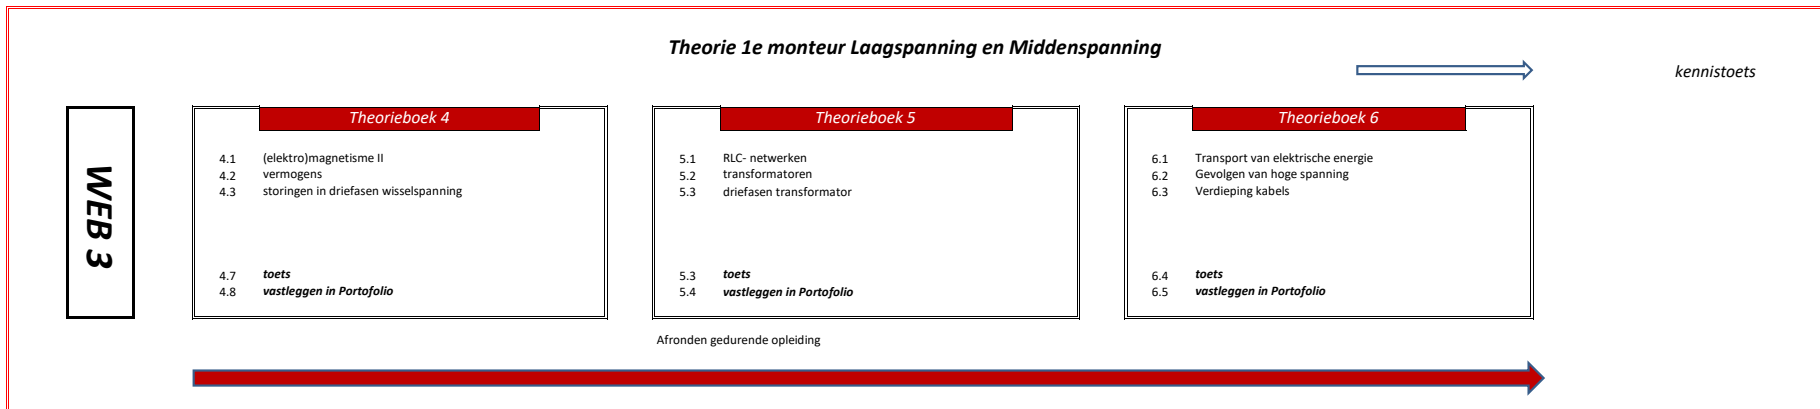 Theorie 1e monteur Laagspanning en Middenspanning
kennistoets
WEB 3
Theorieboek 4
4.1 (elektro)magnetisme II
4.2 vermogens
4.3 storingen in driefasen wisselspanning
4.7 toets
4.8 vastleggen in Portofolio
Theorieboek 5
5.1 RLC- netwerken
5.2 transformatoren
5.3 driefasen transformator
5.3 toets
5.4 vastleggen in Portofolio
Theorieboek 6
6.1 Transport van elektrische energie
6.2 Gevolgen van hoge spanning
6.3 Verdieping kabels
6.4 toets
6.5 vastleggen in Portofolio
Afronden gedurende opleiding